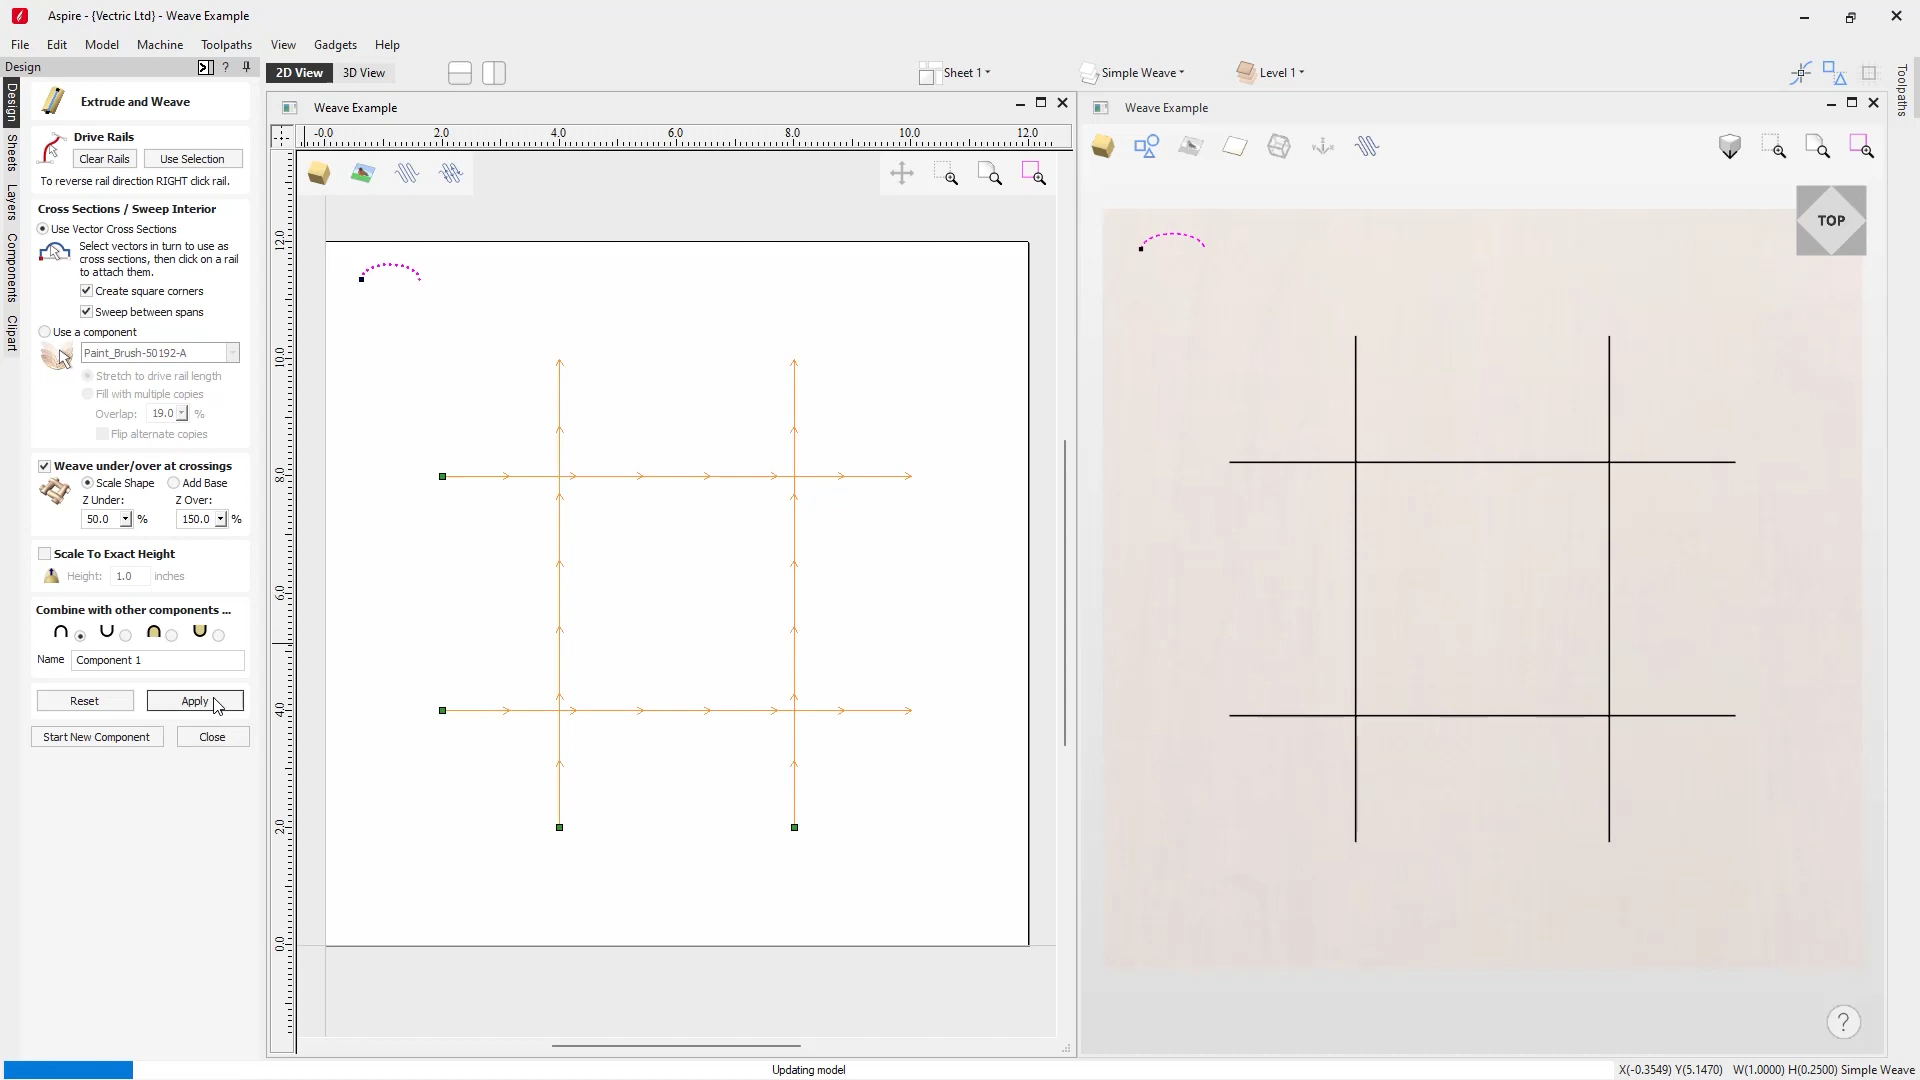 Aspire - {Vectric Ltd} - Weave Example
File Edit Model Machine Toolpaths View Gadgets Help
Design ?
2D View 3D View
Sheet 1
Simple Weave
Level 1
Design
Sheets
Layers
Components
Clipart
Toolpaths
Extrude and Weave
Drive Rails
Clear Rails Use Selection
To reverse rail direction RIGHT click rail.
Cross Sections / Sweep Interior
Use Vector Cross Sections
Select vectors in turn to use as
cross sections, then click on a rail
to attach them.
Create square corners
Sweep between spans
Use a component
Paint_Brush-50192-A
Stretch to drive rail length
Fill with multiple copies
Overlap: 19.0 %
Flip alternate copies
Weave under/over at crossings
Scale Shape Add Base
Z Under: Z Over:
50.0 % 150.0 %
Scale To Exact Height
Height: 1.0 inches
Combine with other components ...
Name Component 1
Reset Apply
Start New Component Close
Weave Example
-0.0 2.0 4.0 6.0 8.0 10.0 12.0
12.0
10.0
8.0
6.0
4.0
2.0
0.0
Weave Example
TOP
?
Updating model
X(-0.3549) Y(5.1470) W(1.0000) H(0.2500) Simple Weave